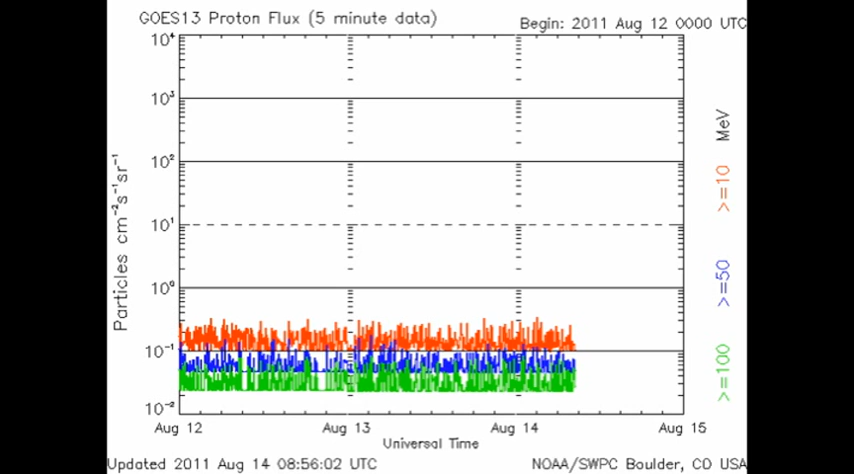 GOES13 Proton Flux (5 minute data)
Begin: 2011 Aug 12 0000 UTC
Particles cm⁻²s⁻¹sr⁻¹
10⁴
10³
10²
10¹
10⁰
10⁻¹
10⁻²
MeV
>=10
>=50
>=100
Aug 12
Aug 13
Aug 14
Aug 15
Universal Time
Updated 2011 Aug 14 08:56:02 UTC
NOAA/SWPC Boulder, CO USA